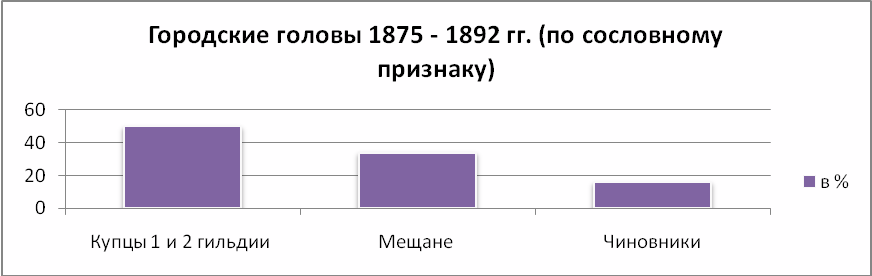 Городские головы 1875 - 1892 гг. (по сословному
признаку)
60
40
20
0
в %
Купцы 1 и 2 гильдии
Мещане
Чиновники